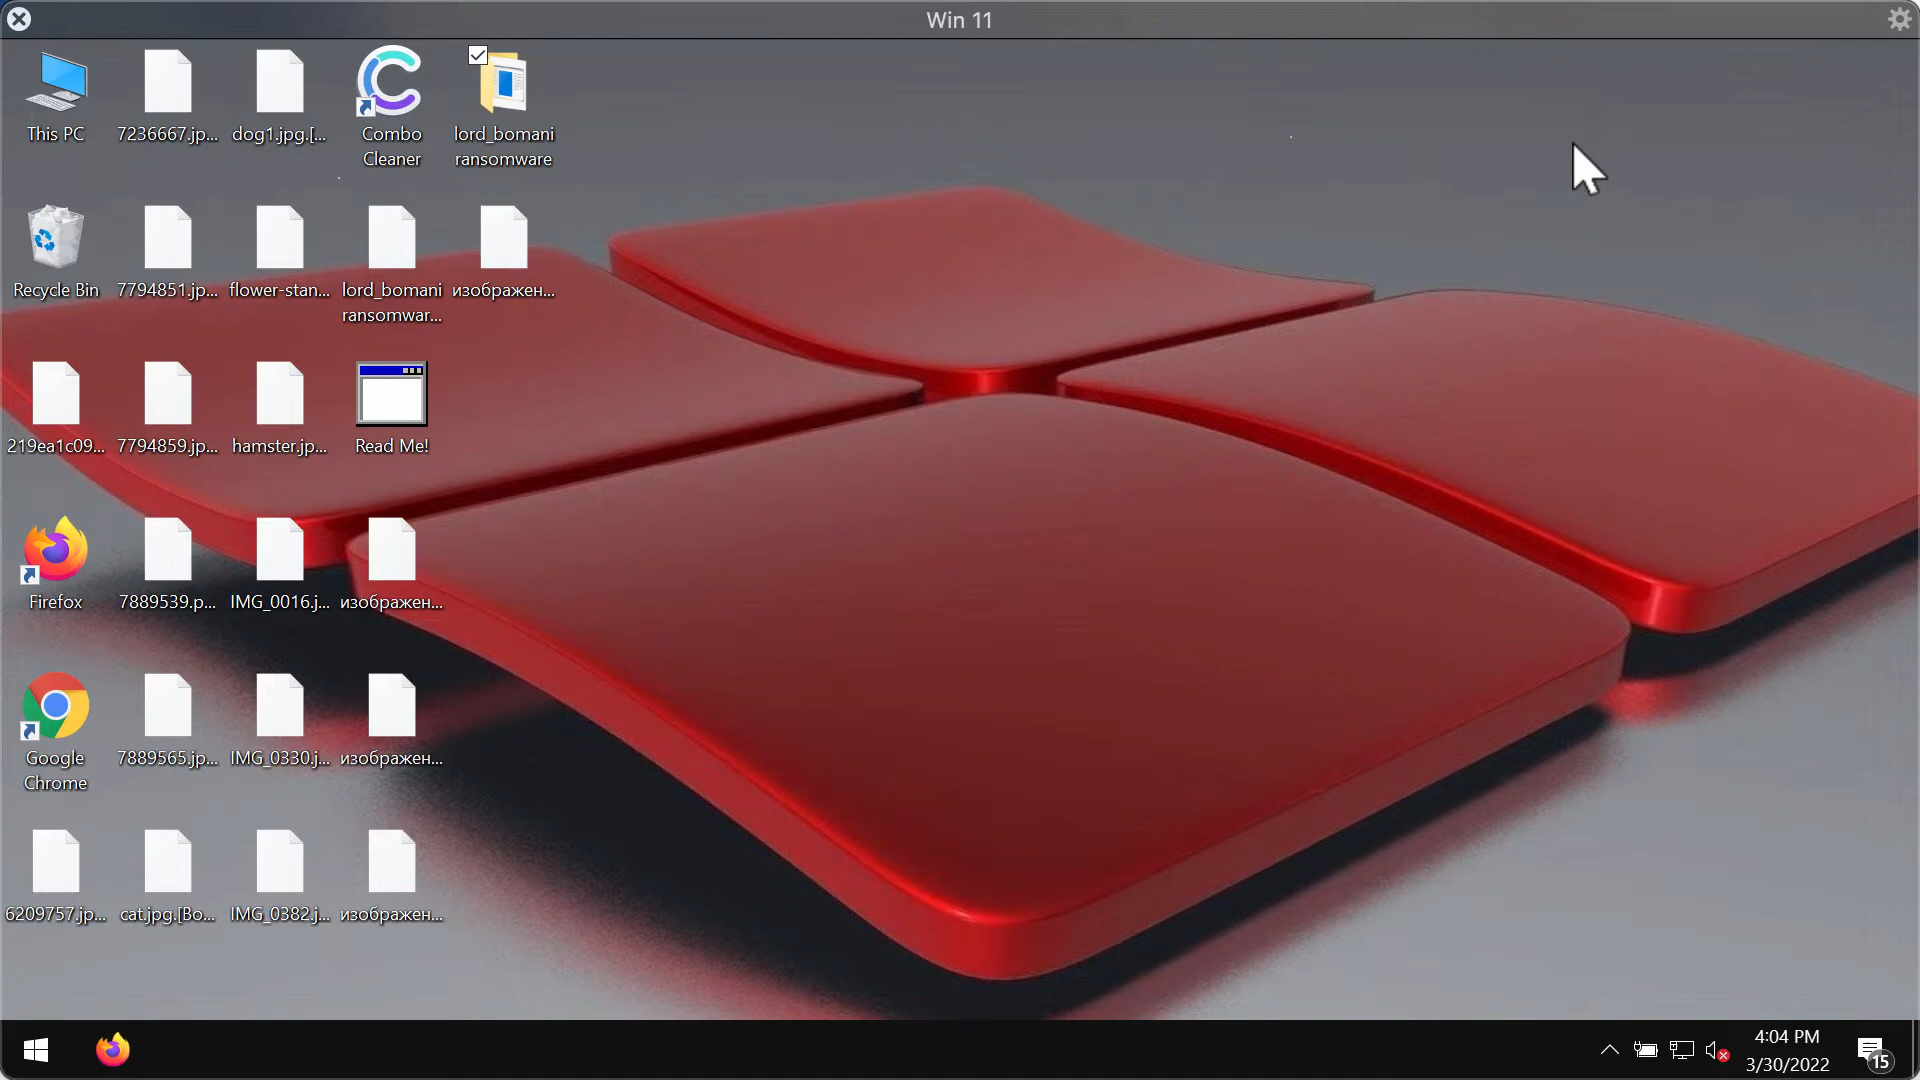 Win 11
This PC
7236667.jp...
dog1.jpg.[...
Combo
Cleaner
lord_bomani
ransomware
Recycle Bin
7794851.jp...
flower-stan...
lord_bomani
ransomwar...
изображен...
219ea1c09...
7794859.jp...
hamster.jp...
Read Me!
Firefox
7889539.p...
IMG_0016.j...
изображен...
Google
Chrome
7889565.jp...
IMG_0330.j...
изображен...
6209757.jp...
cat.jpg.[Bo...
IMG_0382.j...
изображен...
4:04 PM
3/30/2022
15